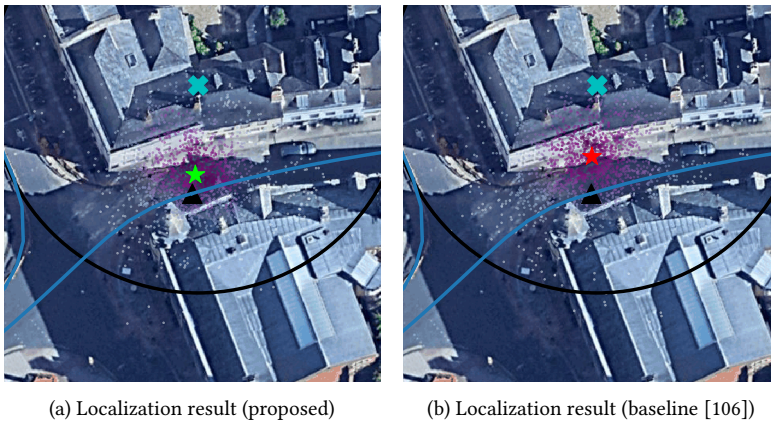 (a) Localization result (proposed)
(b) Localization result (baseline [106])